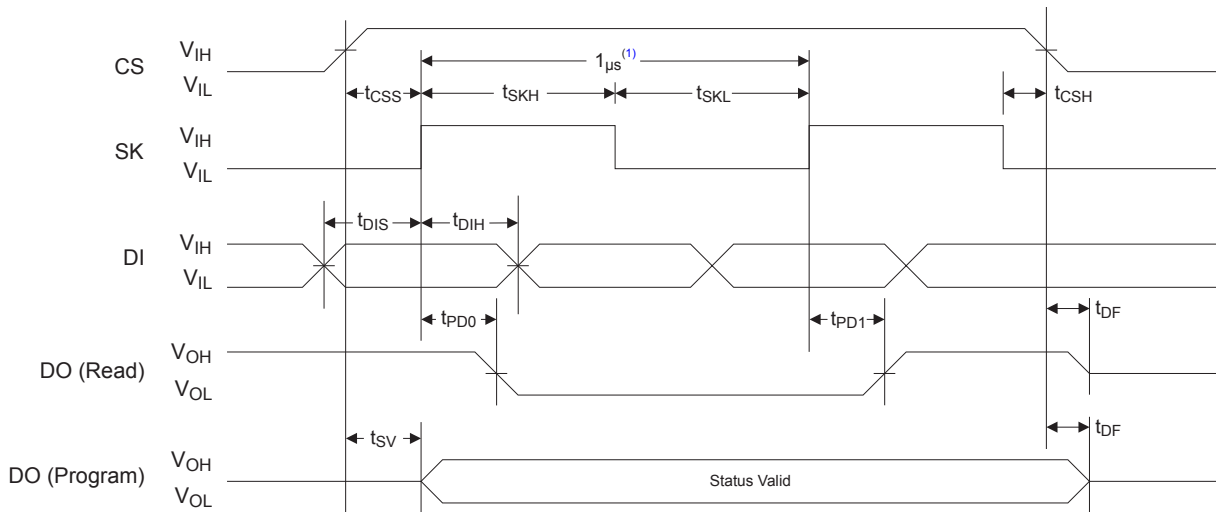 CS
VIH
VIL
1µs(1)
tCSS
tSKH
tSKL
tCSH
SK
VIH
VIL
tDIS
tDIH
DI
VIH
VIL
tPD0
tPD1
tDF
DO (Read)
VOH
VOL
tSV
tDF
DO (Program)
VOH
VOL
Status Valid